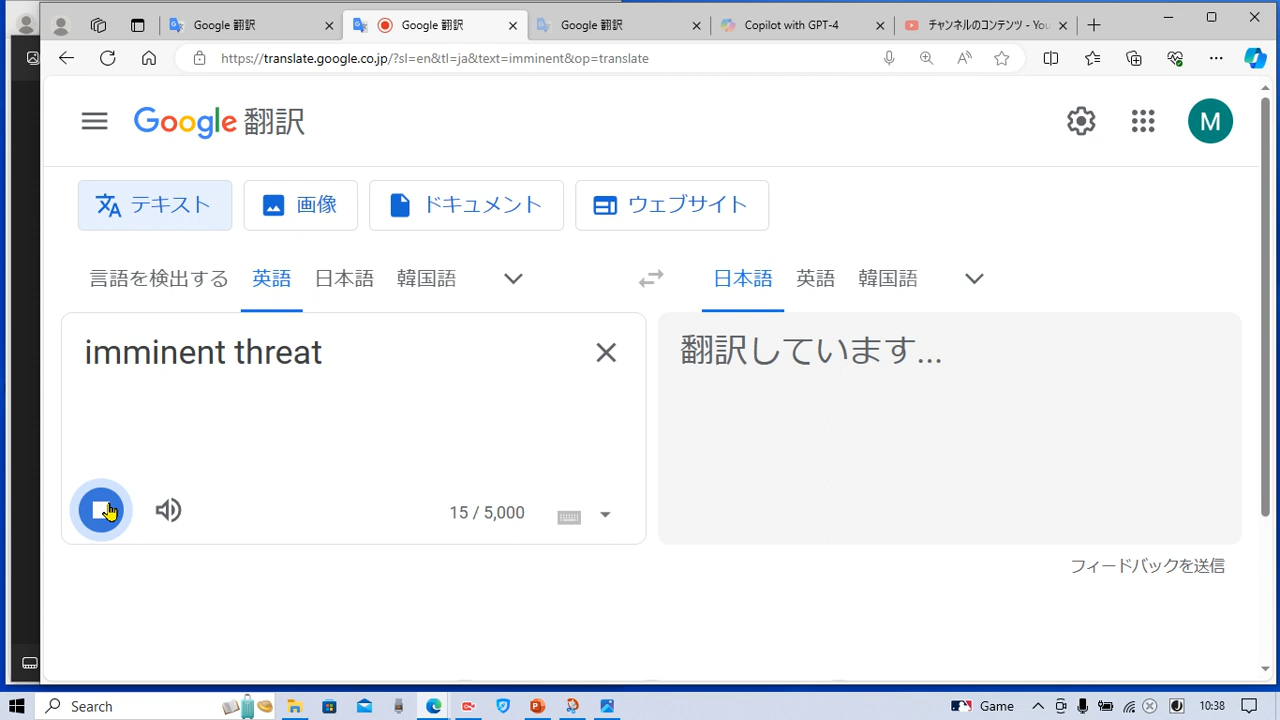 Google 翻訳
Google 翻訳
Google 翻訳
Copilot with GPT-4
チャンネルのコンテンツ - You
https://translate.google.co.jp/?sl=en&tl=ja&text=imminent&op=translate
Google 翻訳
M
テキスト
画像
ドキュメント
ウェブサイト
言語を検出する
英語
日本語
韓国語
日本語
英語
韓国語
imminent threat
翻訳しています...
15 / 5,000
フィードバックを送信
Search
Game
10:38